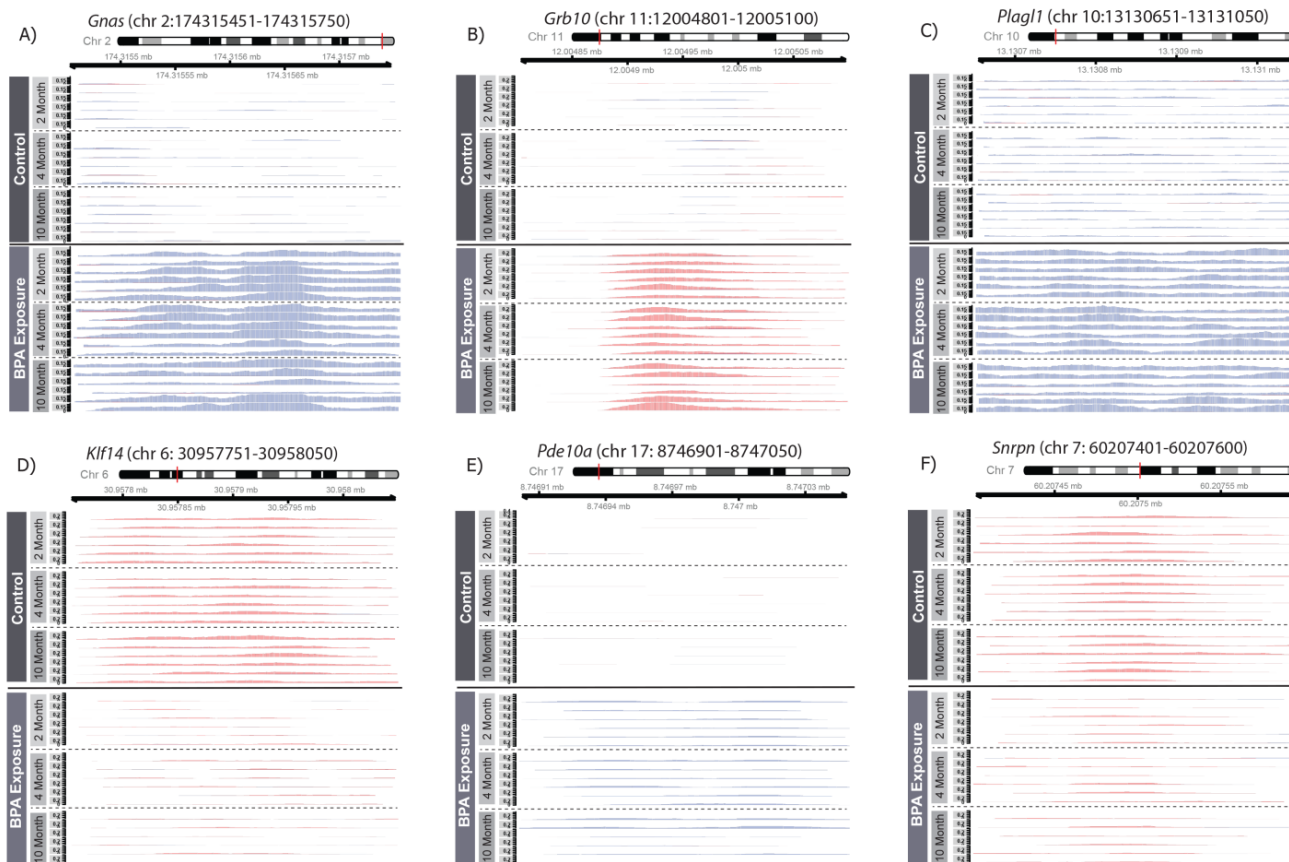 A)
Gnas (chr 2:174315451-174315750)
Chr 2
174.3155 mb
174.3156 mb
174.3157 mb
174.31555 mb
174.31565 mb
Control
2 Month
4 Month
10 Month
BPA Exposure
2 Month
4 Month
10 Month
B)
Grb10 (chr 11:12004801-12005100)
Chr 11
12.00485 mb
12.00495 mb
12.00505 mb
12.0049 mb
12.005 mb
Control
2 Month
4 Month
10 Month
BPA Exposure
2 Month
4 Month
10 Month
C)
Plagl1 (chr 10:13130651-13131050)
Chr 10
13.1307 mb
13.1309 mb
13.1308 mb
13.131 mb
Control
2 Month
4 Month
10 Month
BPA Exposure
2 Month
4 Month
10 Month
D)
Klf14 (chr 6: 30957751-30958050)
Chr 6
30.9578 mb
30.9579 mb
30.958 mb
30.95785 mb
30.95795 mb
Control
2 Month
4 Month
10 Month
BPA Exposure
2 Month
4 Month
10 Month
E)
Pde10a (chr 17: 8746901-8747050)
Chr 17
8.74691 mb
8.74697 mb
8.74703 mb
8.74694 mb
8.747 mb
Control
2 Month
4 Month
10 Month
BPA Exposure
2 Month
4 Month
10 Month
F)
Snrpn (chr 7: 60207401-60207600)
Chr 7
60.20745 mb
60.20755 mb
60.2075 mb
Control
2 Month
4 Month
10 Month
BPA Exposure
2 Month
4 Month
10 Month